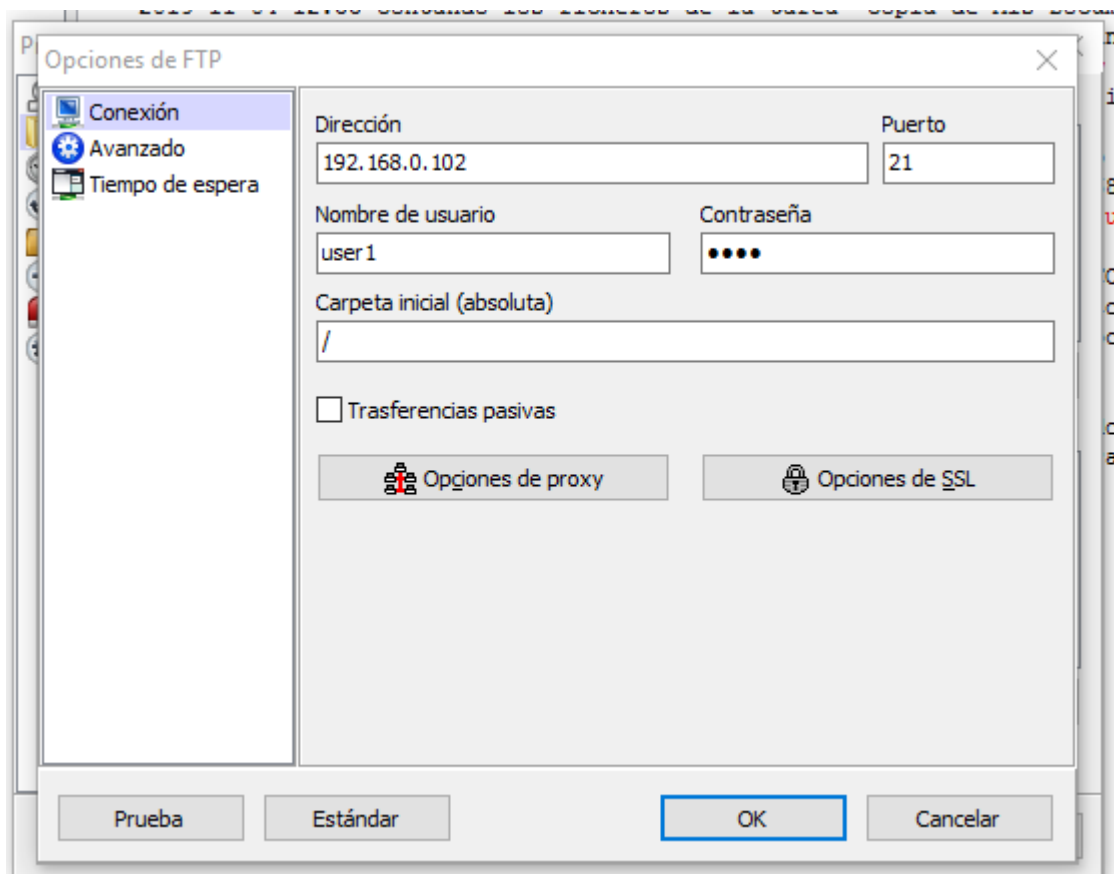 Opciones de FTP
Conexión
Avanzado
Tiempo de espera
Dirección
Puerto
192.168.0.102
21
Nombre de usuario
Contraseña
user1
••••
Carpeta inicial (absoluta)
/
Trasferencias pasivas
Opciones de proxy
Opciones de SSL
Prueba
Estándar
OK
Cancelar